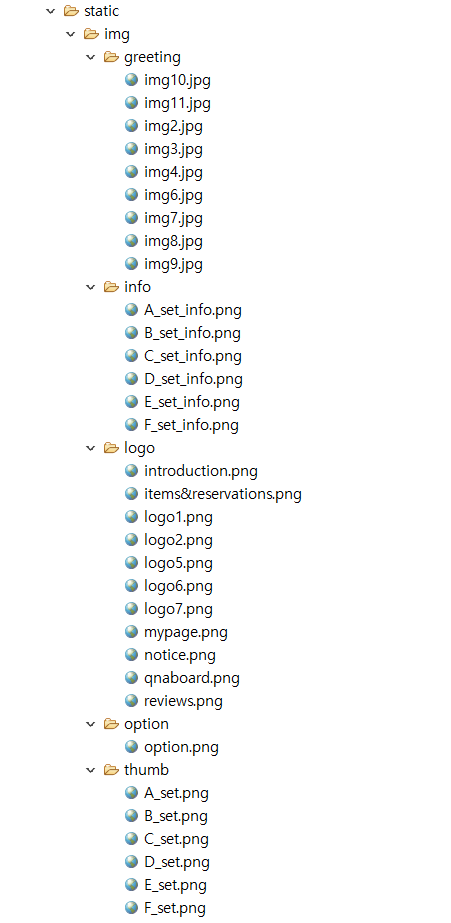 static
img
greeting
img10.jpg
img11.jpg
img2.jpg
img3.jpg
img4.jpg
img6.jpg
img7.jpg
img8.jpg
img9.jpg
info
A_set_info.png
B_set_info.png
C_set_info.png
D_set_info.png
E_set_info.png
F_set_info.png
logo
introduction.png
items&reservations.png
logo1.png
logo2.png
logo5.png
logo6.png
logo7.png
mypage.png
notice.png
qnaboard.png
reviews.png
option
option.png
thumb
A_set.png
B_set.png
C_set.png
D_set.png
E_set.png
F_set.png